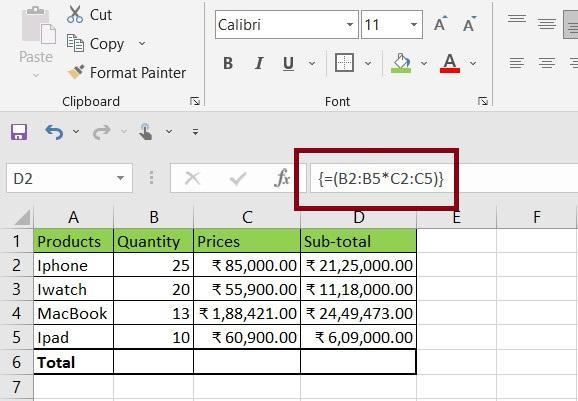 Cut
Calibri 11 A A
Paste Copy
Format Painter B I U A
Clipboard Font
D2 fx {=(B2:B5*C2:C5)}
A B C D E F
1 Products Quantity Prices Sub-total
2 Iphone 25 ₹ 85,000.00 ₹ 21,25,000.00
3 Iwatch 20 ₹ 55,900.00 ₹ 11,18,000.00
4 MacBook 13 ₹ 1,88,421.00 ₹ 24,49,473.00
5 Ipad 10 ₹ 60,900.00 ₹ 6,09,000.00
6 Total
7